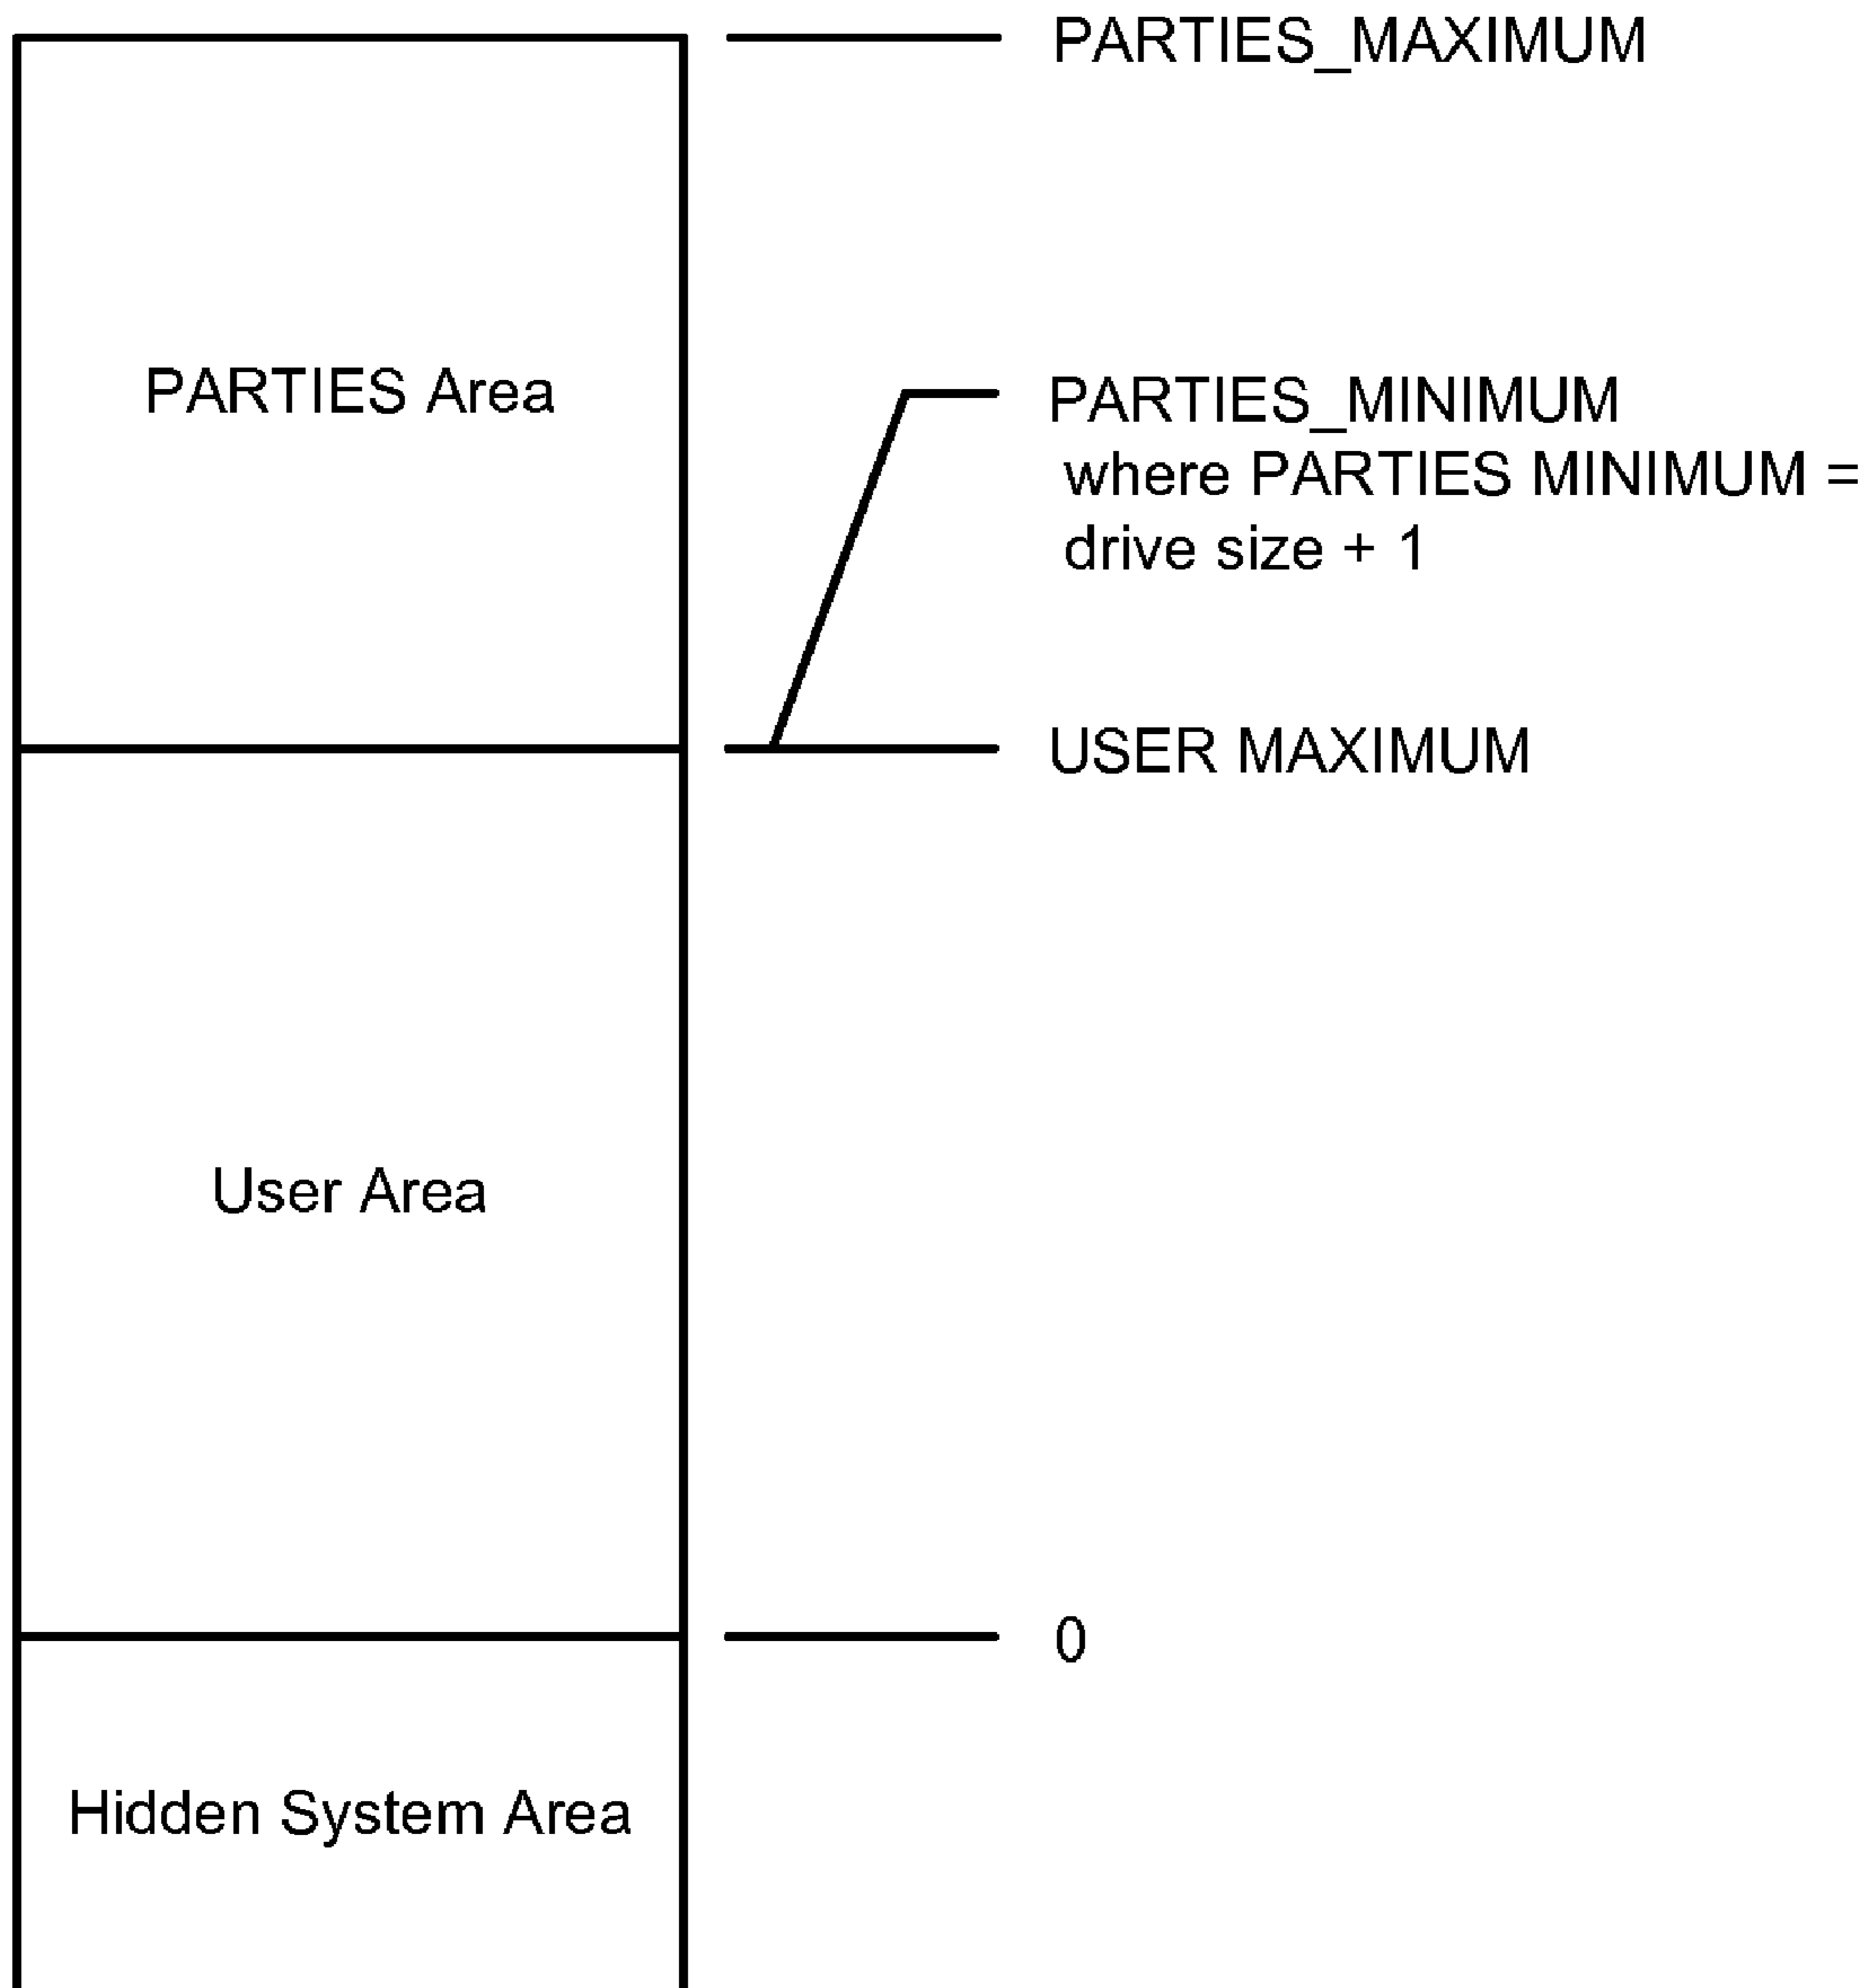 PARTIES_MAXIMUM
PARTIES Area
PARTIES_MINIMUM
where PARTIES MINIMUM =
drive size + 1
USER MAXIMUM
User Area
0
Hidden System Area